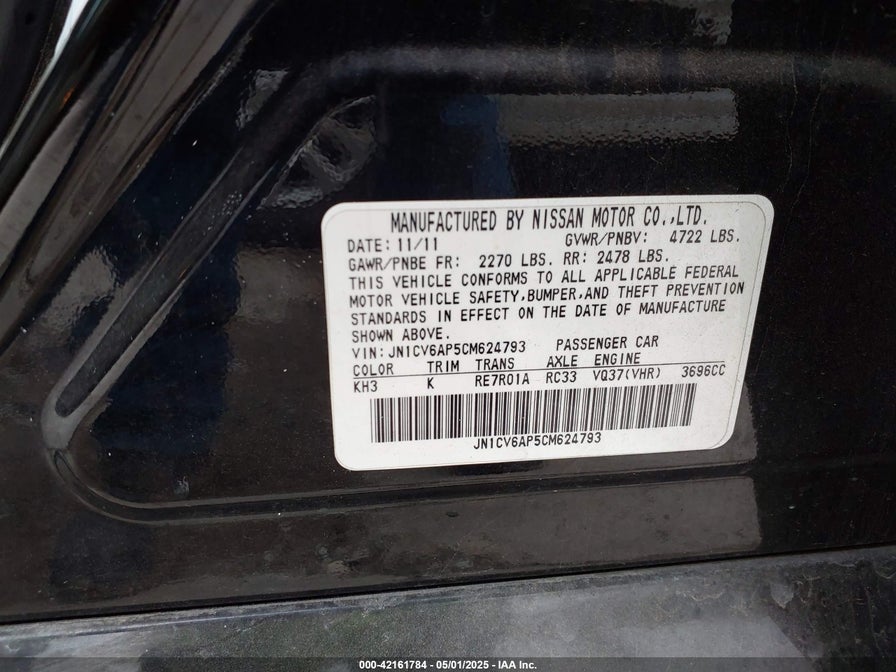 MANUFACTURED BY NISSAN MOTOR CO.,LTD.
DATE: 11/11 GVWR/PNBV: 4722 LBS.
GAWR/PNBE FR: 2270 LBS. RR: 2478 LBS.
THIS VEHICLE CONFORMS TO ALL APPLICABLE FEDERAL
MOTOR VEHICLE SAFETY,BUMPER,AND THEFT PREVENTION
STANDARDS IN EFFECT ON THE DATE OF MANUFACTURE
SHOWN ABOVE.
VIN: JN1CV6AP5CM624793 PASSENGER CAR
COLOR TRIM TRANS AXLE ENGINE
KH3 K RE7R01A RC33 VQ37(VHR) 3696CC
JN1CV6AP5CM624793
000-42161784 - 05/01/2025 - IAA Inc.